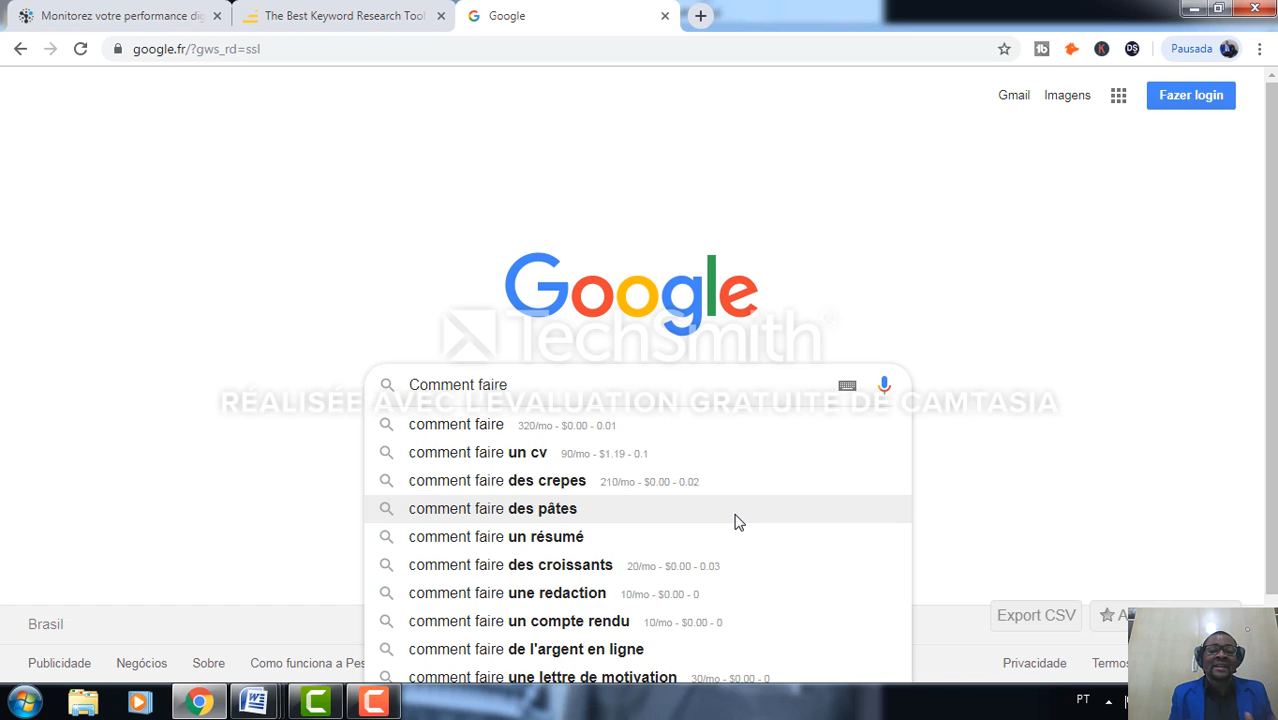 Monitorez votre performance dig
The Best Keyword Research Tool
Google
google.fr/?gws_rd=ssl
Pausada
Gmail
Imagens
Fazer login
Google
TechSmith
Comment faire
RÉALISÉE AVEC L'ÉVALUATION GRATUITE DE CAMTASIA
comment faire 320/mo - $0.00 - 0.01
comment faire un cv 90/mo - $1.19 - 0.1
comment faire des crepes 210/mo - $0.00 - 0.02
comment faire des pâtes
comment faire un résumé
comment faire des croissants 20/mo - $0.00 - 0.03
comment faire une redaction 10/mo - $0.00 - 0
comment faire un compte rendu 10/mo - $0.00 - 0
comment faire de l'argent en ligne
comment faire une lettre de motivation 30/mo - $0.00 - 0
Export CSV
Brasil
Publicidade
Negócios
Sobre
Como funciona a Pes
Privacidade
Termos
PT